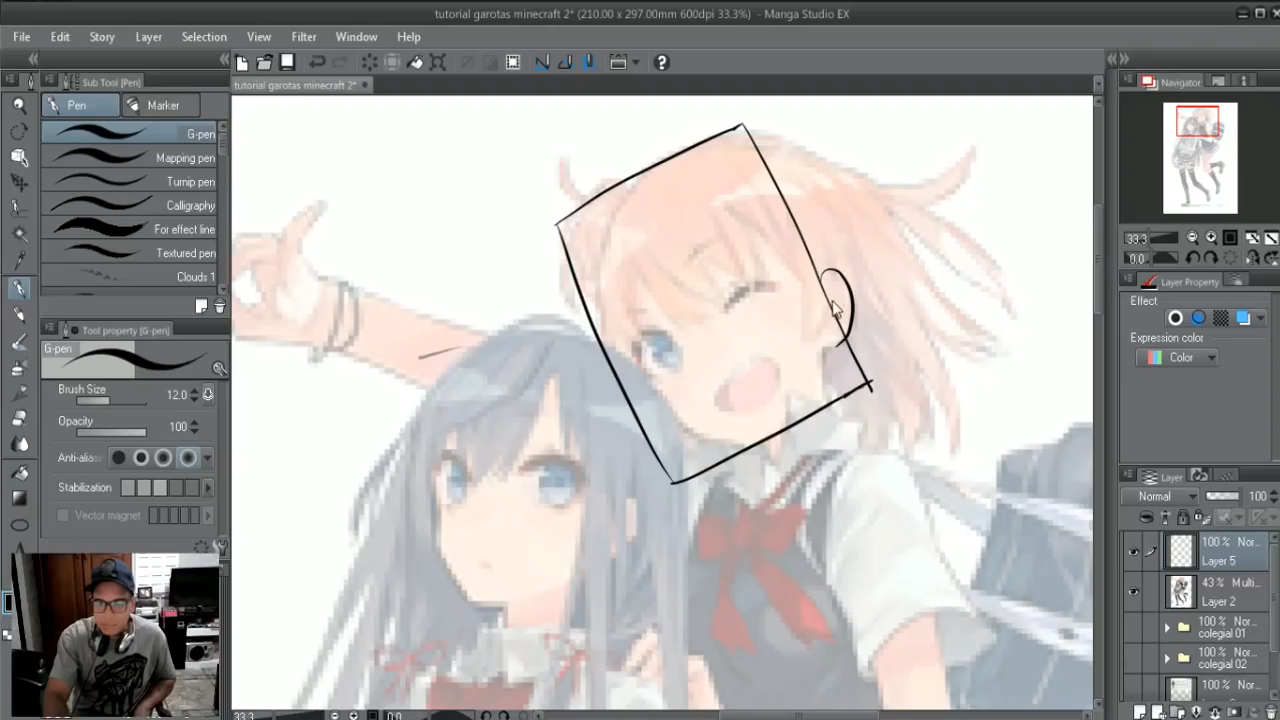 tutorial garotas minecraft 2* (210.00 x 297.00mm 600dpi 33.3%) - Manga Studio EX
File Edit Story Layer Selection View Filter Window Help
Sub Tool [Pen]
tutorial garotas minecraft 2*
Navigator
Pen
Marker
G-pen
Mapping pen
Turnip pen
Calligraphy
For effect line
Textured pen
Clouds 1
33.3
0.0
Layer Property
Effect
Expression color
Color
Tool property [G-pen]
G-pen
Brush Size 12.0
Opacity 100
Anti-alias
Stabilization
Vector magnet
Layer
Normal 100
100 % Nor...
Layer 5
43 % Multi...
Layer 2
100 % Nor...
colegial 01
100 % Nor...
colegial 02
100 % Nor...
33.3 0.0